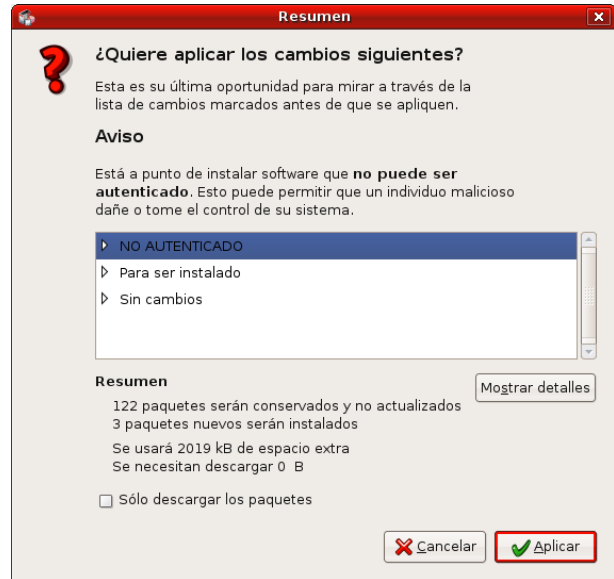 Resumen
¿Quiere aplicar los cambios siguientes?
Esta es su última oportunidad para mirar a través de la
lista de cambios marcados antes de que se apliquen.
Aviso
Está a punto de instalar software que no puede ser
autenticado. Esto puede permitir que un individuo malicioso
dañe o tome el control de su sistema.
NO AUTENTICADO
Para ser instalado
Sin cambios
Resumen
Mostrar detalles
122 paquetes serán conservados y no actualizados
3 paquetes nuevos serán instalados
Se usará 2019 kB de espacio extra
Se necesitan descargar 0 B
Sólo descargar los paquetes
Cancelar
Aplicar